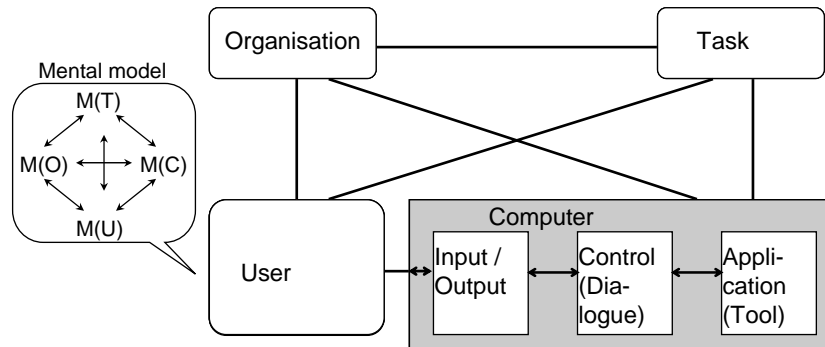 Organisation
Task
Mental model
M(T)
M(O)
M(C)
M(U)
User
Computer
Input /
Output
Control
(Dia-
logue)
Appli-
cation
(Tool)